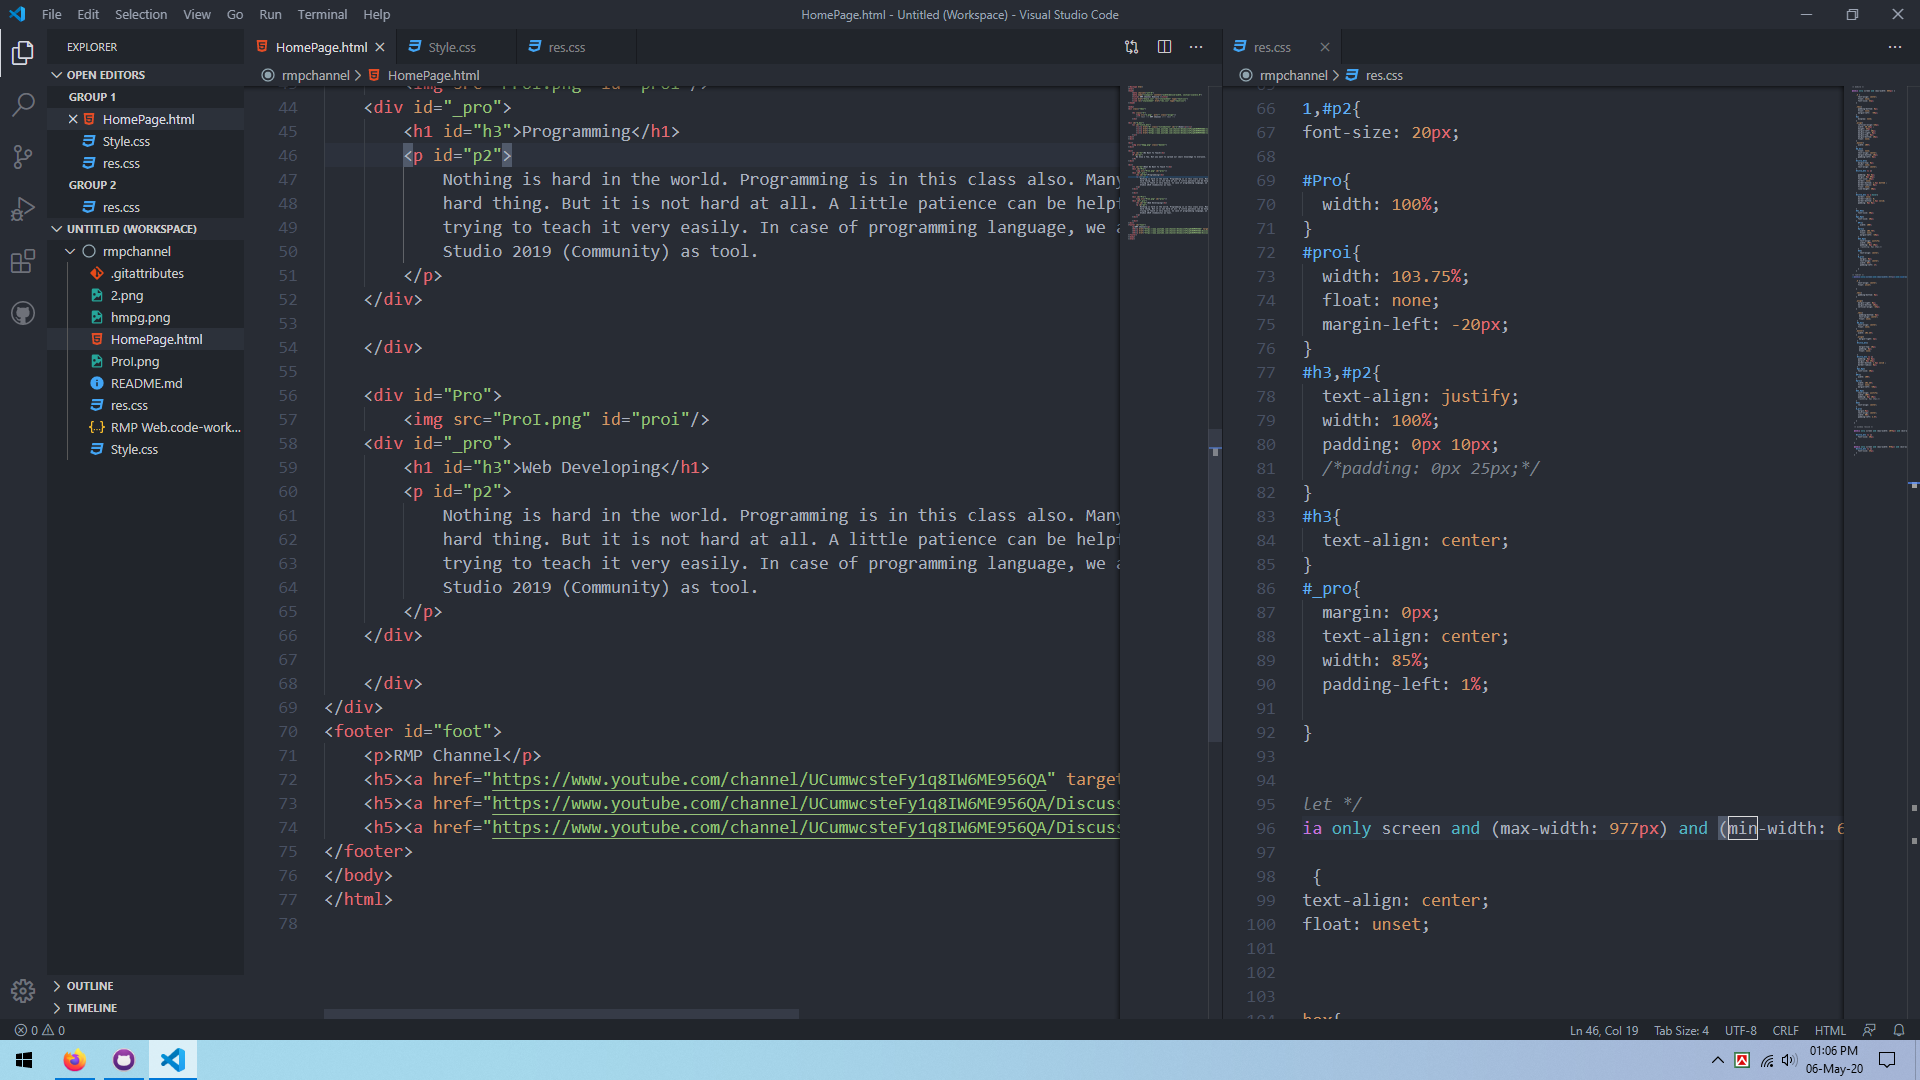 File Edit Selection View Go Run Terminal Help
HomePage.html - Untitled (Workspace) - Visual Studio Code
EXPLORER
OPEN EDITORS
GROUP 1
HomePage.html
Style.css
res.css
GROUP 2
res.css
UNTITLED (WORKSPACE)
rmpchannel
.gitattributes
2.png
hmpg.png
HomePage.html
ProI.png
README.md
res.css
RMP Web.code-work...
Style.css
OUTLINE
TIMELINE
HomePage.html Style.css res.css
rmpchannel > HomePage.html
44 <div id="_pro">
45 <h1 id="h3">Programming</h1>
46 <p id="p2">
47 Nothing is hard in the world. Programming is in this class also. Many
48 hard thing. But it is not hard at all. A little patience can be helpf
49 trying to teach it very easily. In case of programming language, we a
50 Studio 2019 (Community) as tool.
51 </p>
52 </div>
53
54 </div>
55
56 <div id="Pro">
57 <img src="ProI.png" id="proi"/>
58 <div id="_pro">
59 <h1 id="h3">Web Developing</h1>
60 <p id="p2">
61 Nothing is hard in the world. Programming is in this class also. Many
62 hard thing. But it is not hard at all. A little patience can be helpf
63 trying to teach it very easily. In case of programming language, we a
64 Studio 2019 (Community) as tool.
65 </p>
66 </div>
67
68 </div>
69 </div>
70 <footer id="foot">
71 <p>RMP Channel</p>
72 <h5><a href="https://www.youtube.com/channel/UCumwcsteFy1q8IW6ME956QA" target
73 <h5><a href="https://www.youtube.com/channel/UCumwcsteFy1q8IW6ME956QA/Discuss
74 <h5><a href="https://www.youtube.com/channel/UCumwcsteFy1q8IW6ME956QA/Discuss
75 </footer>
76 </body>
77 </html>
78
res.css
rmpchannel > res.css
66 1,#p2{
67 font-size: 20px;
68
69 #Pro{
70 width: 100%;
71 }
72 #proi{
73 width: 103.75%;
74 float: none;
75 margin-left: -20px;
76 }
77 #h3,#p2{
78 text-align: justify;
79 width: 100%;
80 padding: 0px 10px;
81 /*padding: 0px 25px;*/
82 }
83 #h3{
84 text-align: center;
85 }
86 #_pro{
87 margin: 0px;
88 text-align: center;
89 width: 85%;
90 padding-left: 1%;
91
92 }
93
94
95 let */
96 ia only screen and (max-width: 977px) and (min-width: 6
97
98 {
99 text-align: center;
100 float: unset;
101
102
103
0 0
Ln 46, Col 19 Tab Size: 4 UTF-8 CRLF HTML
01:06 PM
06-May-20